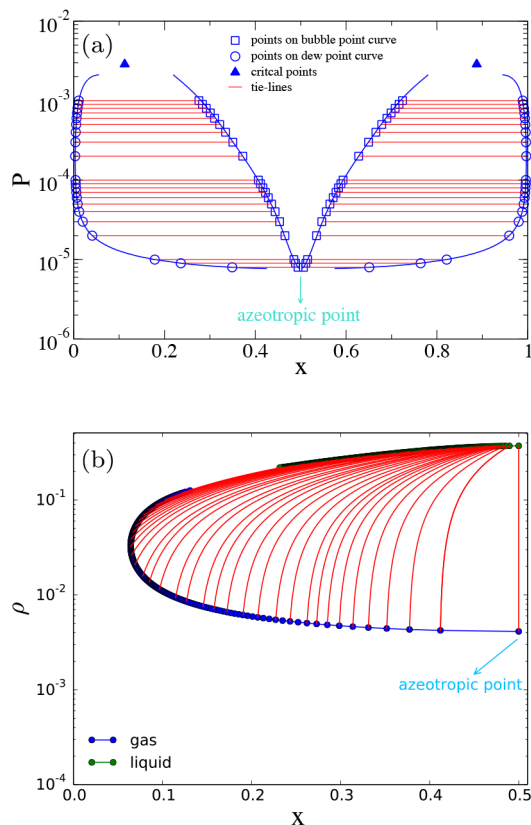 (a)
points on bubble point curve
points on dew point curve
critcal points
tie-lines
10^-2
10^-3
10^-4
10^-5
10^-6
P
azeotropic point
0 0.2 0.4 0.6 0.8 1
x
(b)
10^-1
10^-2
10^-3
10^-4
ρ
azeotropic point
gas
liquid
0.0 0.1 0.2 0.3 0.4 0.5
x